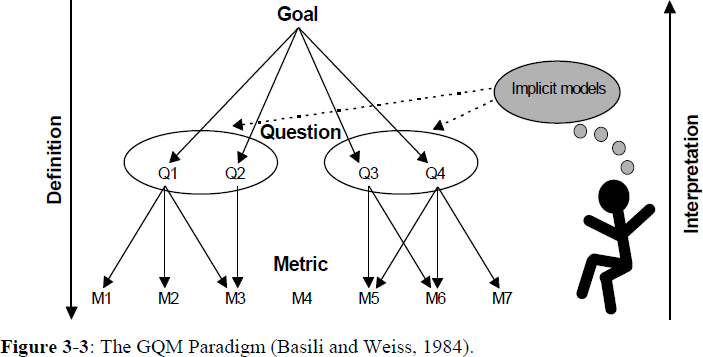 Goal
Implicit models
Question
Q1 Q2 Q3 Q4
Definition
Interpretation
Metric
M1 M2 M3 M4 M5 M6 M7
Figure 3-3: The GQM Paradigm (Basili and Weiss, 1984).